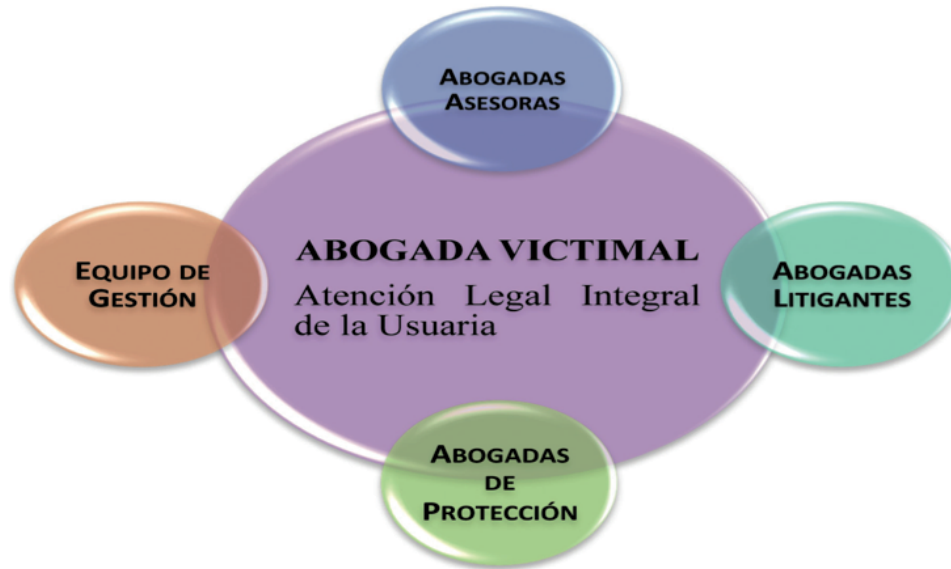 ABOGADAS
ASESORAS
EQUIPO DE
GESTIÓN
ABOGADA VICTIMAL
Atención Legal Integral
de la Usuaria
ABOGADAS
LITIGANTES
ABOGADAS
DE
PROTECCIÓN